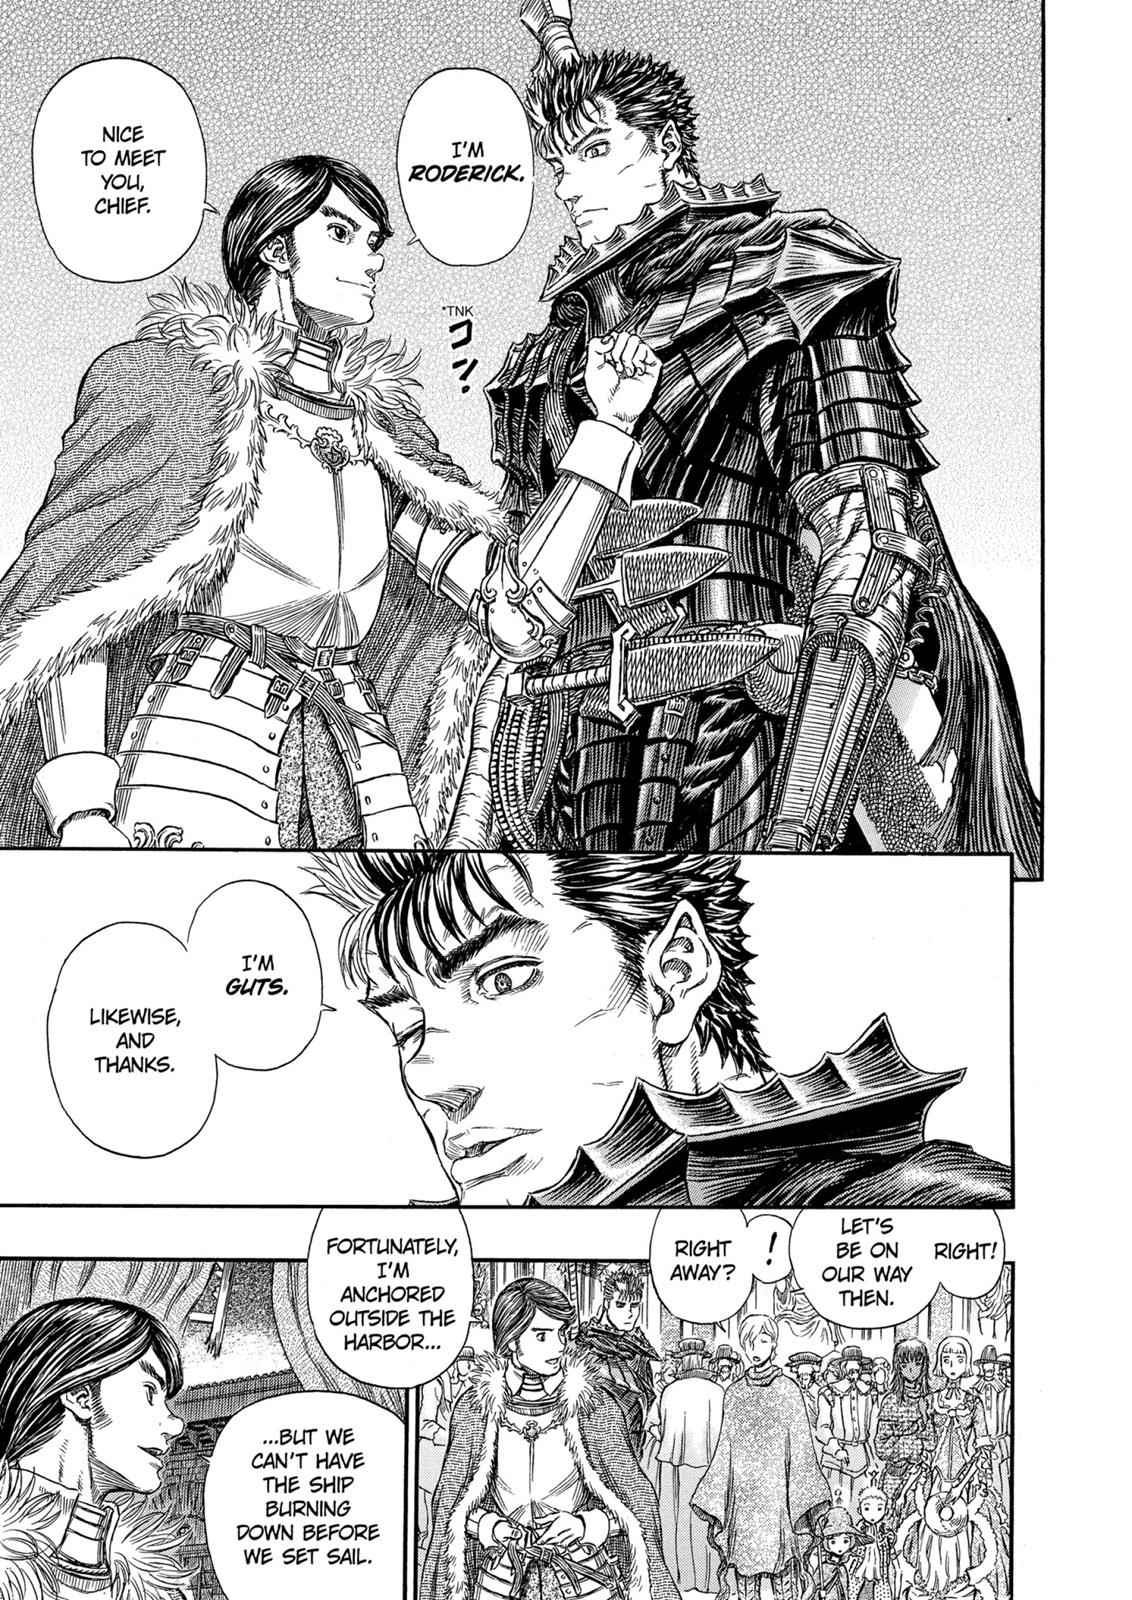 I'M
RODERICK.
NICE
TO MEET
YOU,
CHIEF.
*TNK
コン!
I'M
GUTS.
LIKEWISE,
AND
THANKS.
RIGHT!
LET'S
BE ON
OUR WAY
THEN.
!
RIGHT
AWAY?
FORTUNATELY,
I'M
ANCHORED
OUTSIDE THE
HARBOR...
...BUT WE
CAN'T HAVE
THE SHIP
BURNING
DOWN BEFORE
WE SET SAIL.